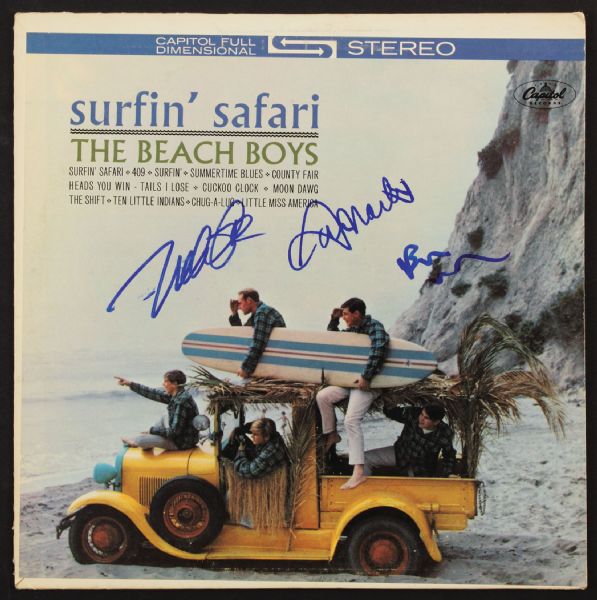 CAPITOL FULL DIMENSIONAL STEREO
Capitol
RECORDS
surfin' safari
THE BEACH BOYS
SURFIN' SAFARI • 409 • SURFIN' • SUMMERTIME BLUES • COUNTY FAIR
HEADS YOU WIN - TAILS I LOSE • CUCKOO CLOCK • MOON DAWG
THE SHIFT • TEN LITTLE INDIANS • CHUG-A-LUG • LITTLE MISS AMERICA